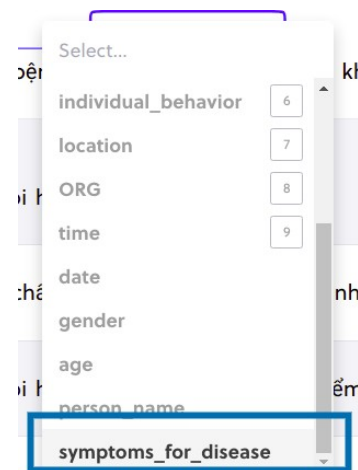 Select...
individual_behavior 6
location 7
ORG 8
time 9
date
gender
age
person_name
symptoms_for_disease